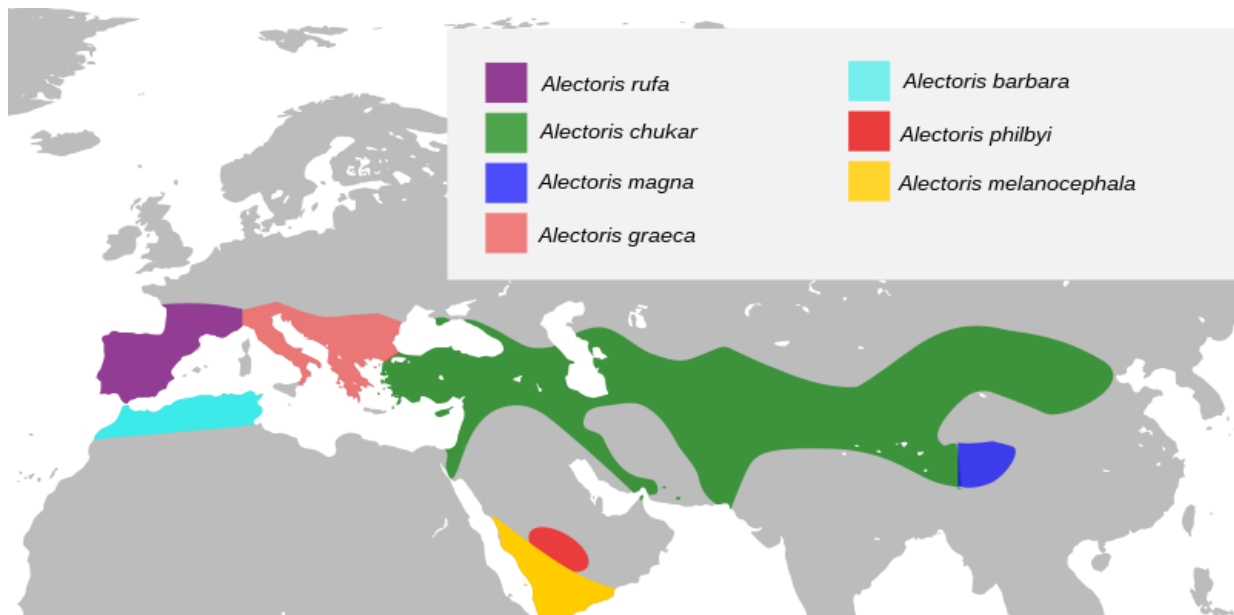 Alectoris rufa
Alectoris chukar
Alectoris magna
Alectoris graeca
Alectoris barbara
Alectoris philbyi
Alectoris melanocephala